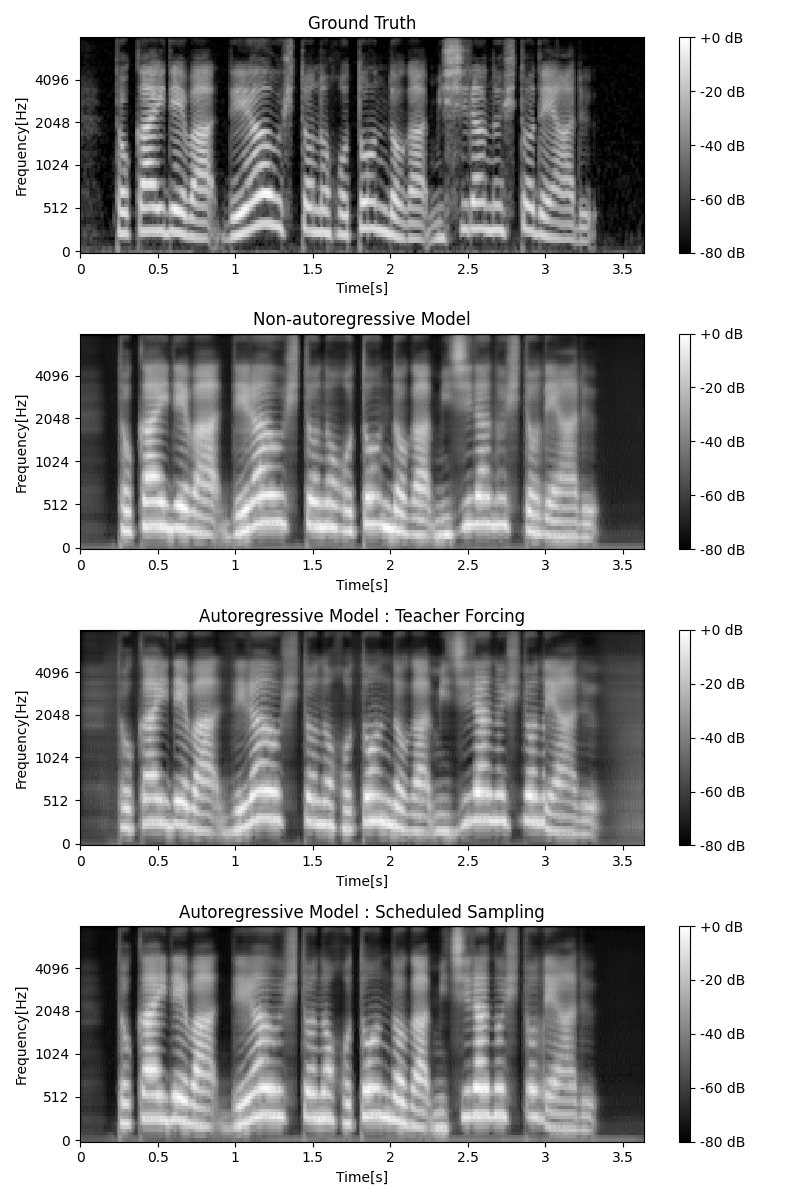 Ground Truth
+0 dB
-20 dB
-40 dB
-60 dB
-80 dB
4096
2048
1024
512
0
Frequency[Hz]
0 0.5 1 1.5 2 2.5 3 3.5
Time[s]
Non-autoregressive Model
+0 dB
-20 dB
-40 dB
-60 dB
-80 dB
4096
2048
1024
512
0
Frequency[Hz]
0 0.5 1 1.5 2 2.5 3 3.5
Time[s]
Autoregressive Model : Teacher Forcing
+0 dB
-20 dB
-40 dB
-60 dB
-80 dB
4096
2048
1024
512
0
Frequency[Hz]
0 0.5 1 1.5 2 2.5 3 3.5
Time[s]
Autoregressive Model : Scheduled Sampling
+0 dB
-20 dB
-40 dB
-60 dB
-80 dB
4096
2048
1024
512
0
Frequency[Hz]
0 0.5 1 1.5 2 2.5 3 3.5
Time[s]